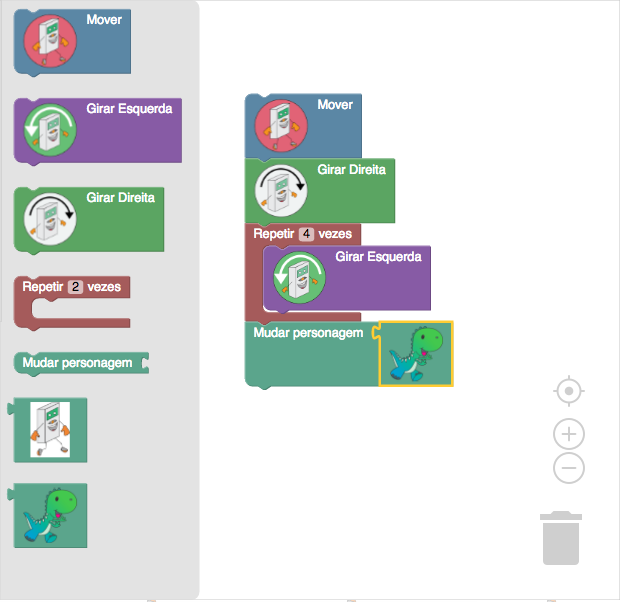 Mover
Girar Esquerda
Girar Direita
Repetir 2 vezes
Mudar personagem
Mover
Girar Direita
Repetir 4 vezes
Girar Esquerda
Mudar personagem